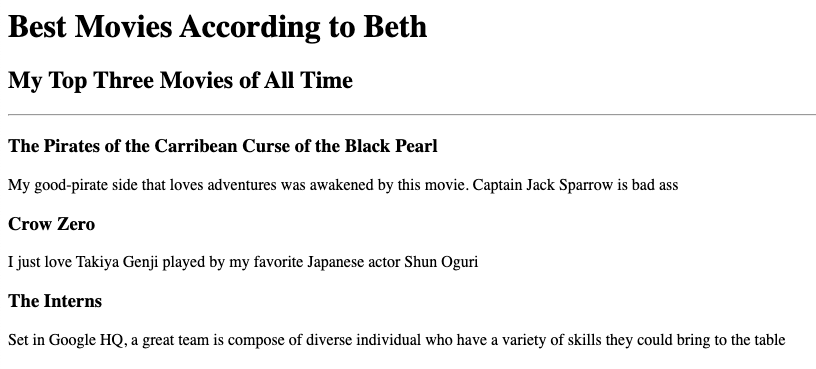 Best Movies According to Beth
My Top Three Movies of All Time
The Pirates of the Carribean Curse of the Black Pearl
My good-pirate side that loves adventures was awakened by this movie. Captain Jack Sparrow is bad ass
Crow Zero
I just love Takiya Genji played by my favorite Japanese actor Shun Oguri
The Interns
Set in Google HQ, a great team is compose of diverse individual who have a variety of skills they could bring to the table